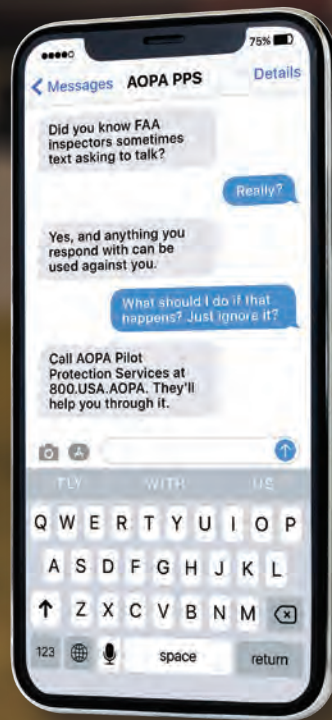 75%
Messages AOPA PPS Details
Did you know FAA
inspectors sometimes
text asking to talk?
Really?
Yes, and anything you
respond with can be
used against you.
What should I do if that
happens? Just ignore it?
Call AOPA Pilot
Protection Services at
800.USA.AOPA. They'll
help you through it.
FLY WITH US
Q W E R T Y U I O P
A S D F G H J K L
Z X C V B N M
123 space return